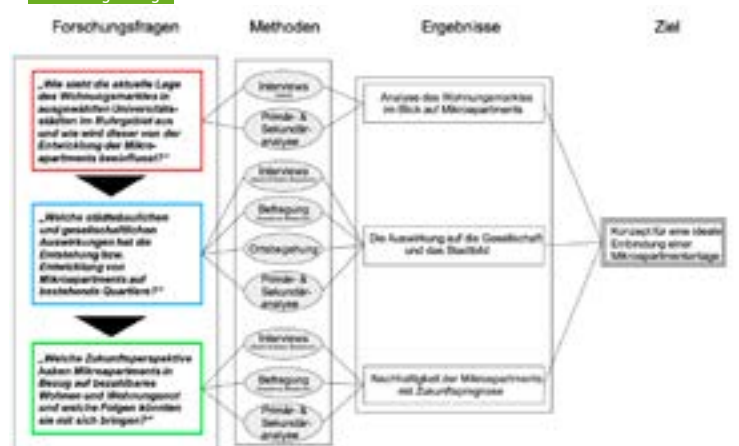 Forschungsfragen
Methoden
Ergebnisse
Ziel
„Wie sieht die aktuelle Lage
des Wohnungsmarktes in
ausgewählten Universitäts-
städten im Ruhrgebiet aus
und wie wird dieser von der
Entwicklung der Mikro-
apartments beeinflusst?“
„Welche städtebaulichen
und gesellschaftlichen
Auswirkungen hat die
Entstehung bzw.
Entwicklung von
Mikroapartments auf
bestehende Quartiere?“
„Welche Zukunftsperspektive
haben Mikroapartments in
Bezug auf bezahlbares
Wohnen und Wohnungsnot
und welche Folgen könnten
sie mit sich bringen?“
Interviews
Primär- &
Sekundär-
analyse
Interviews
Befragung
Ortsbegehung
Primär- &
Sekundär-
analyse
Interviews
Befragung
Primär- &
Sekundär-
analyse
Analyse des Wohnungsmarktes
im Blick auf Mikroapartments
Die Auswirkung auf die Gesellschaft
und das Stadtbild
Nachhaltigkeit der Mikroapartments
mit Zukunftsprognose
Konzept für eine ideale
Einbindung einer
Mikroapartmentanlage